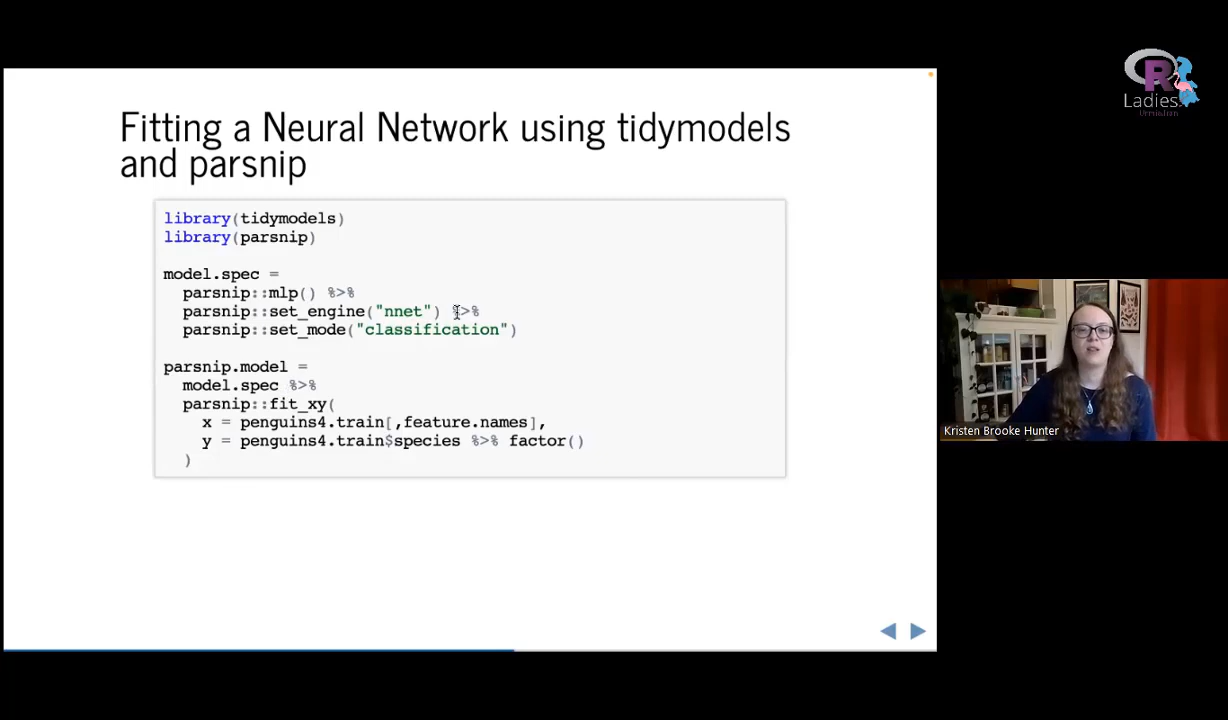 Fitting a Neural Network using tidymodels
and parsnip
library(tidymodels)
library(parsnip)
model.spec =
parsnip::mlp() %>%
parsnip::set_engine("nnet") %>%
parsnip::set_mode("classification")
parsnip.model =
model.spec %>%
parsnip::fit_xy(
x = penguins4.train[,feature.names],
y = penguins4.train$species %>% factor()
)
R
Ladies
Kristen Brooke Hunter